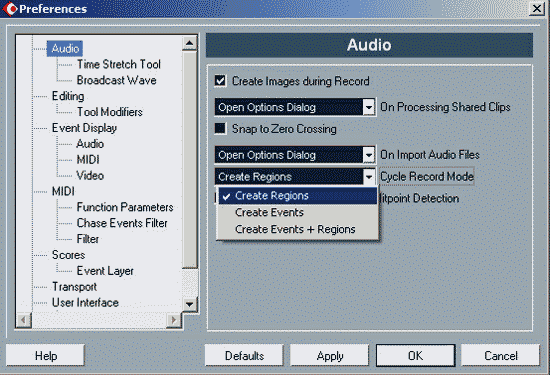 Preferences
Audio
Time Stretch Tool
Broadcast Wave
Editing
Tool Modifiers
Event Display
Audio
MIDI
Video
MIDI
Function Parameters
Chase Events Filter
Filter
Scores
Event Layer
Transport
User Interface
Audio
Create Images during Record
Open Options Dialog On Processing Shared Clips
Snap to Zero Crossing
Open Options Dialog On Import Audio Files
Create Regions Cycle Record Mode
Create Regions
Create Events
Create Events + Regions
Detection
Help Defaults Apply OK Cancel